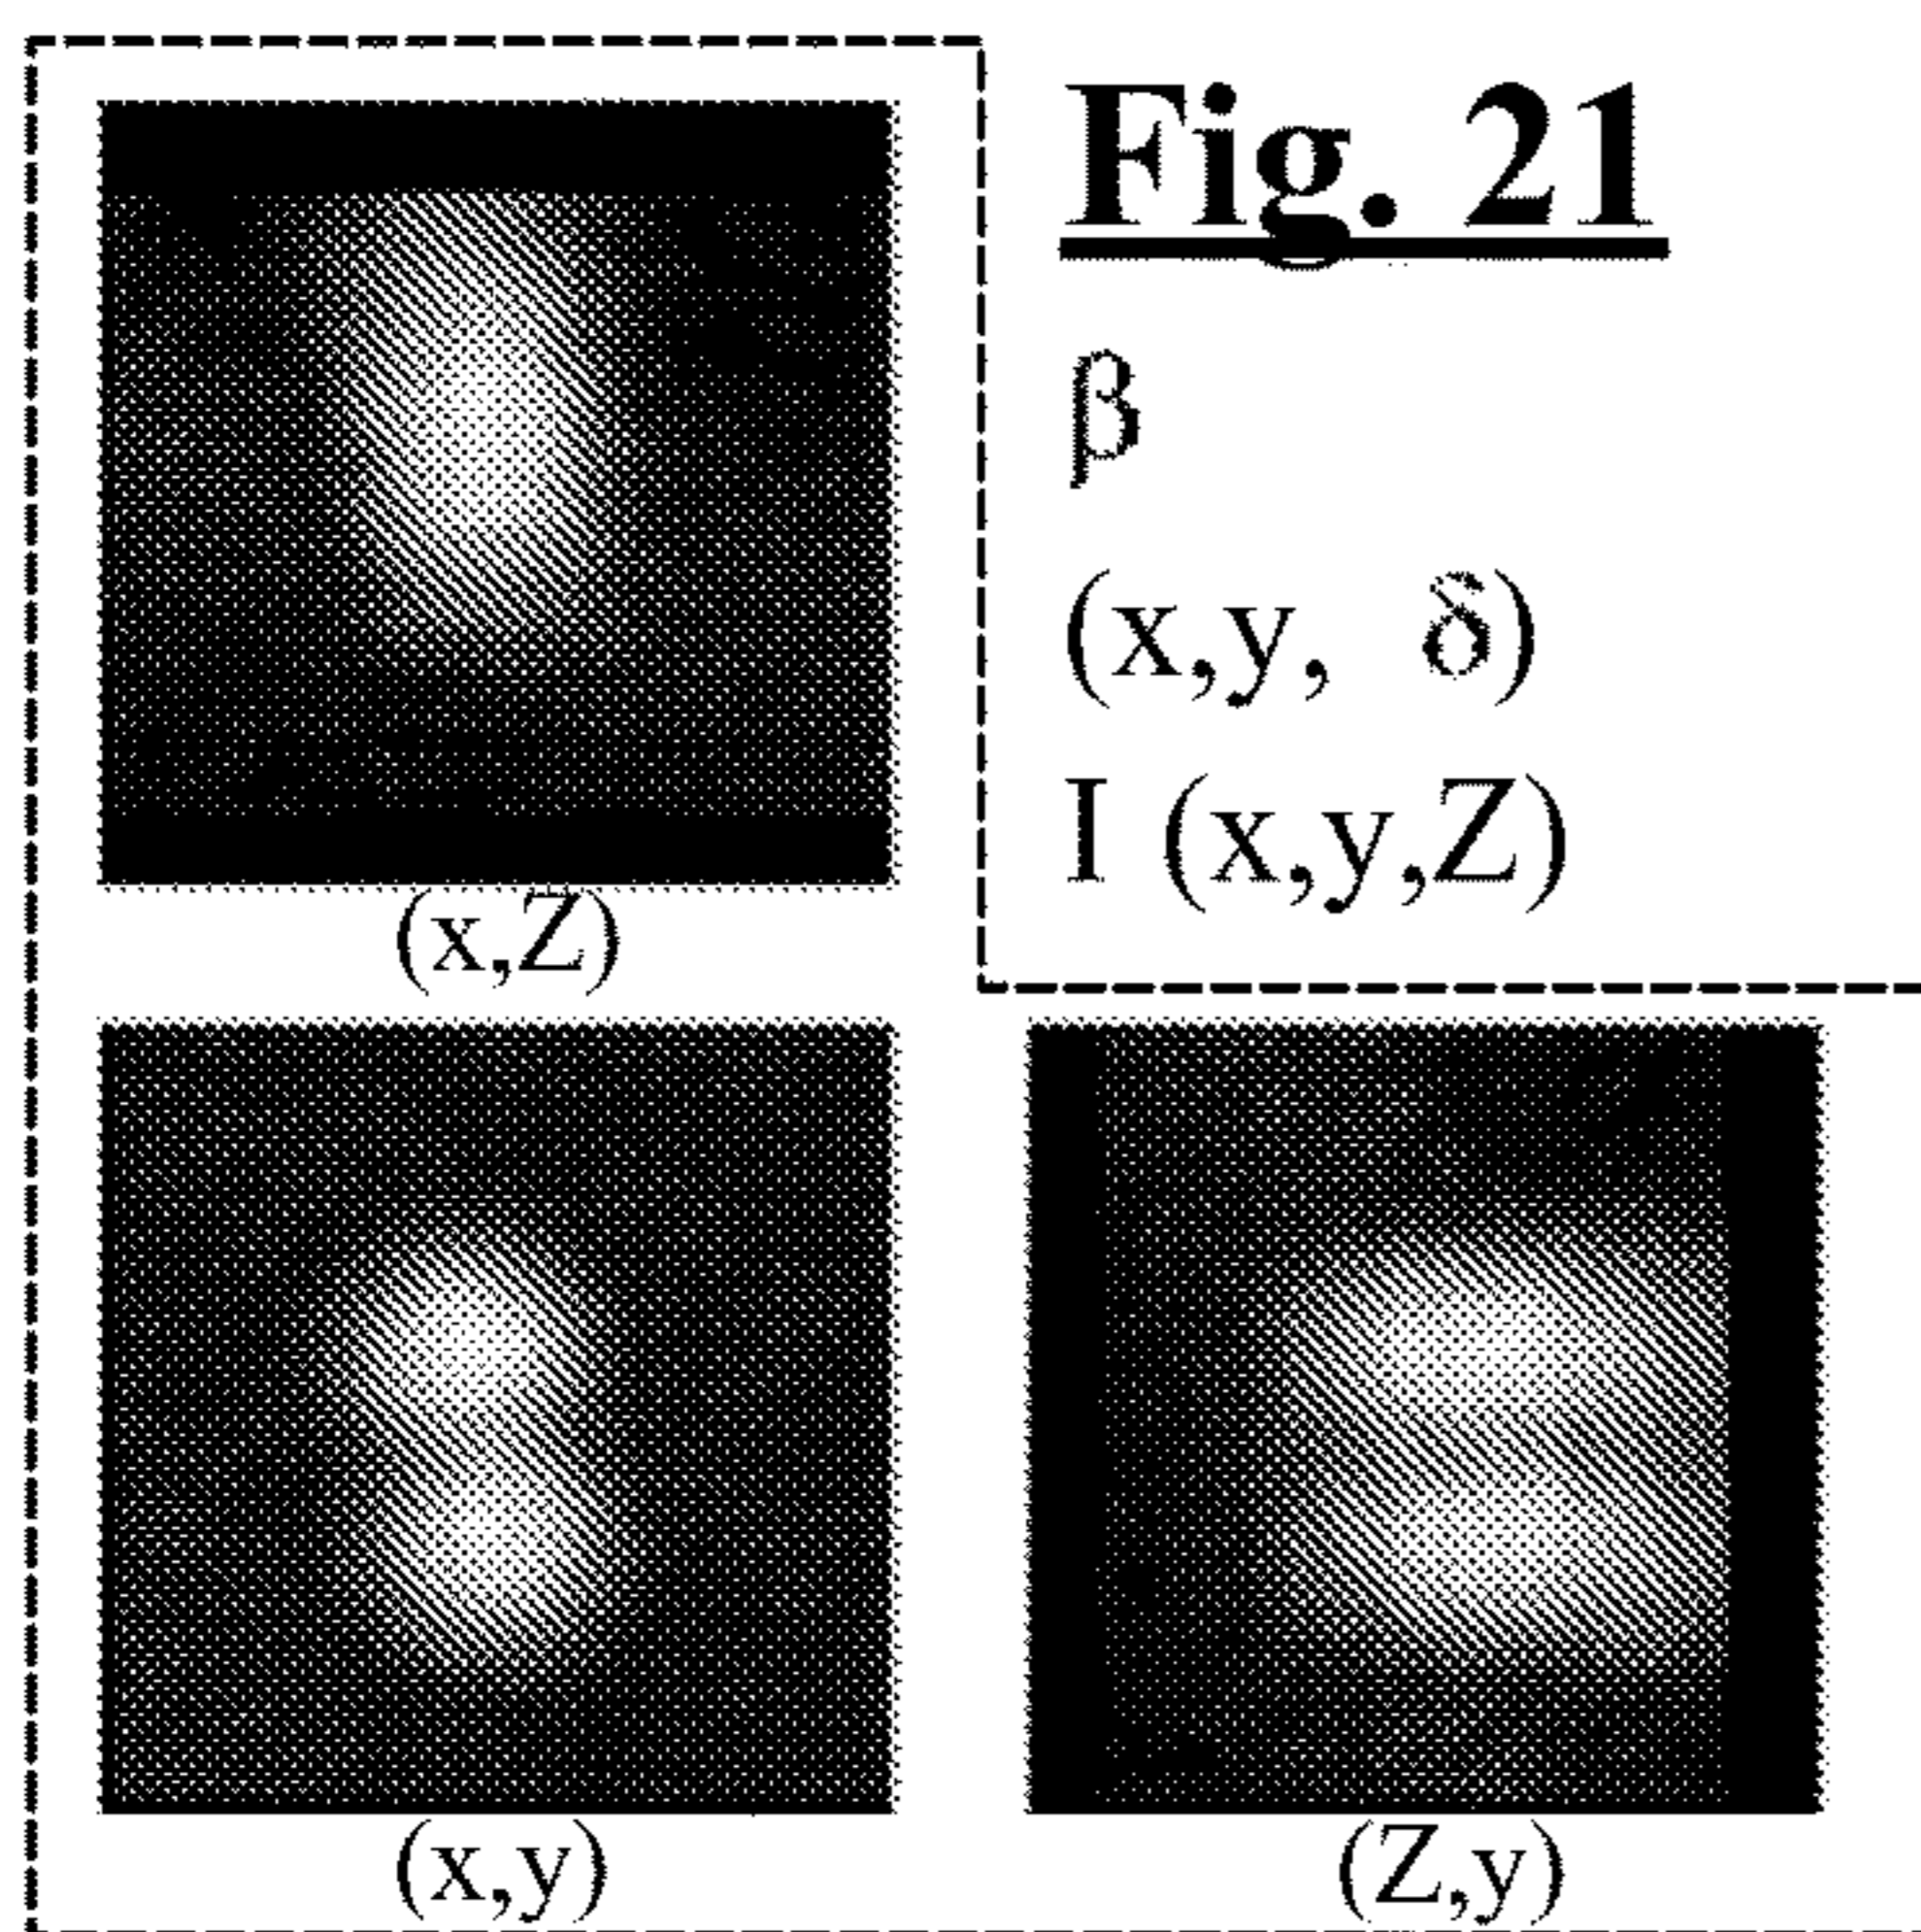 Fig. 21
β
(x,y, δ)
I (x,y,Z)
(x,Z)
(x,y)
(Z,y)